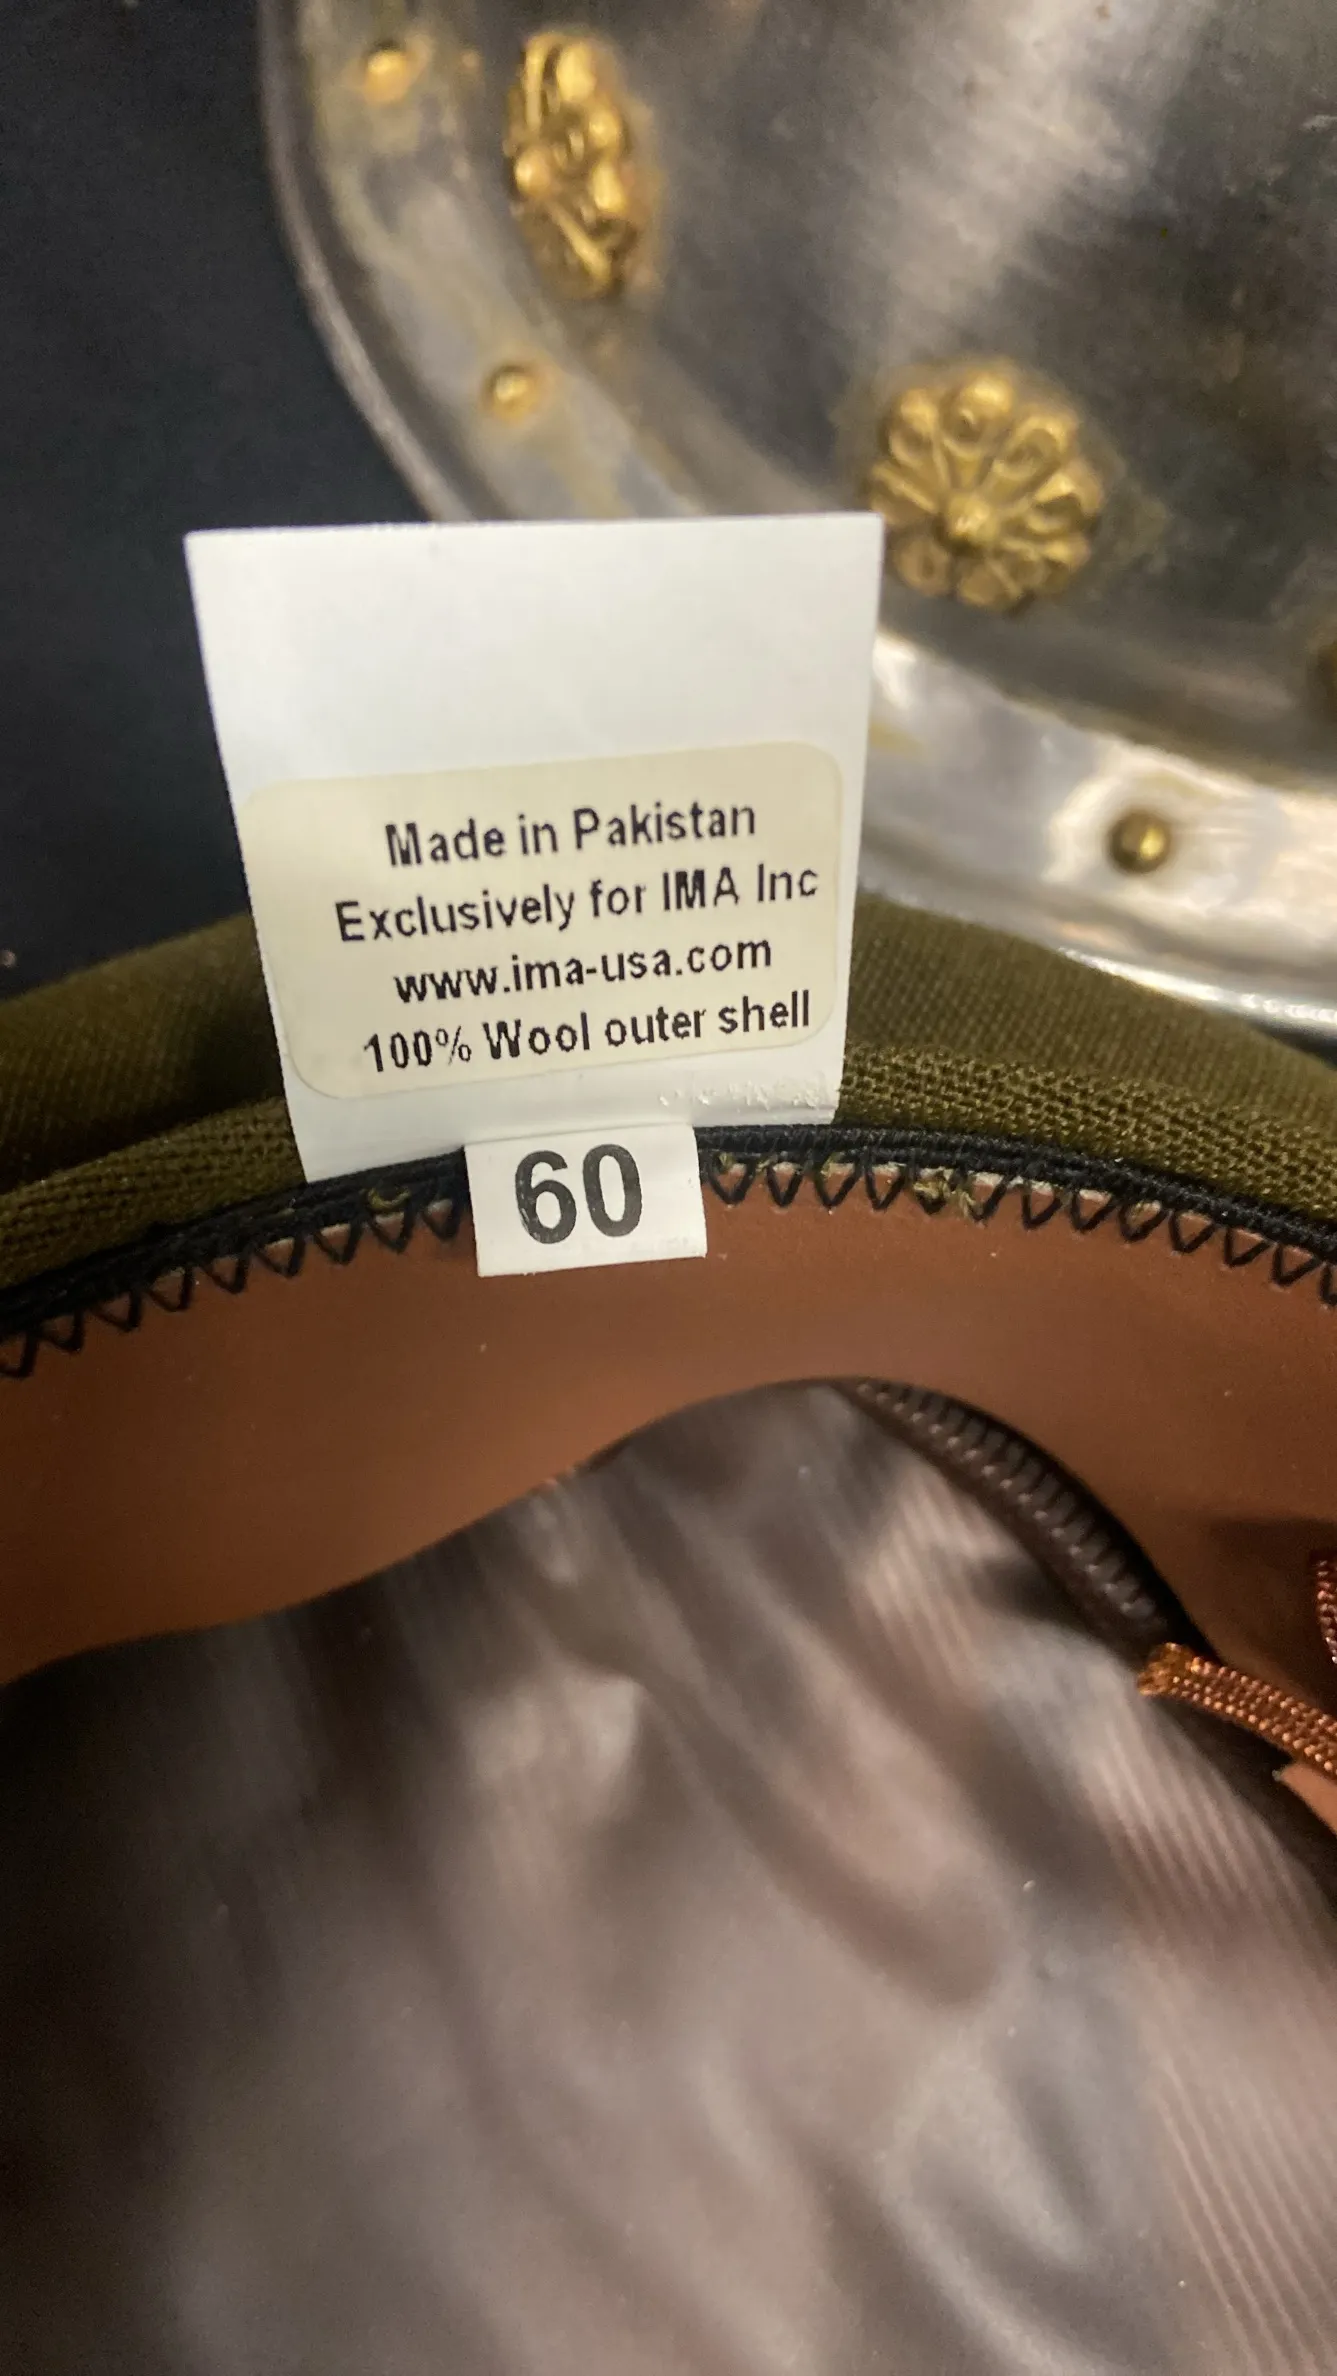 Made in Pakistan
Exclusively for IMA Inc
www.ima-usa.com
100% Wool outer shell
60